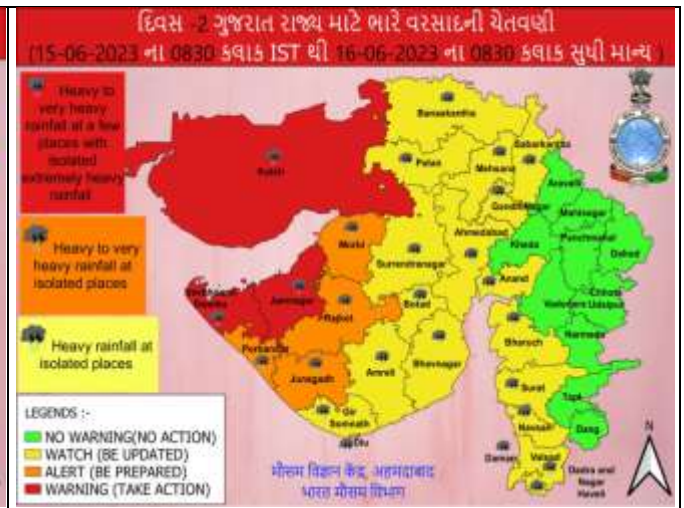 દિવસ -2 ગુજરાત રાજ્ય માટે ભારે વરસાદની ચેતવણી
(15-06-2023 ના 0830 કલાક IST થી 16-06-2023 ના 0830 કલાક સુધી માન્ય )
Heavy to
very heavy
rainfall at a few
places with
isolated
extremely heavy
rainfall
Heavy to very
heavy rainfall at
isolated places
Heavy rainfall at
isolated places
Banaskantha
Patan
Mehsana
Sabarkantha
Aravalli
Gandhinagar
Mahisagar
Kutch
Morbi
Surendranagar
Ahmedabad
Kheda
Panchmahal
Dahod
Anand
Jamnagar
Dwarka
Rajkot
Botad
Vadodara
Chhota
Udaipur
Porbandar
Junagadh
Amreli
Bhavnagar
Bharuch
Narmada
Gir
Somnath
Diu
Surat
Tapi
Navsari
Dang
Daman
Valsad
Dadra and
Nagar
Haveli
N
LEGENDS :-
NO WARNING(NO ACTION)
WATCH (BE UPDATED)
ALERT (BE PREPARED)
WARNING (TAKE ACTION)
मौसम विज्ञान केंद्र, अहमदाबाद
भारत मौसम विभाग